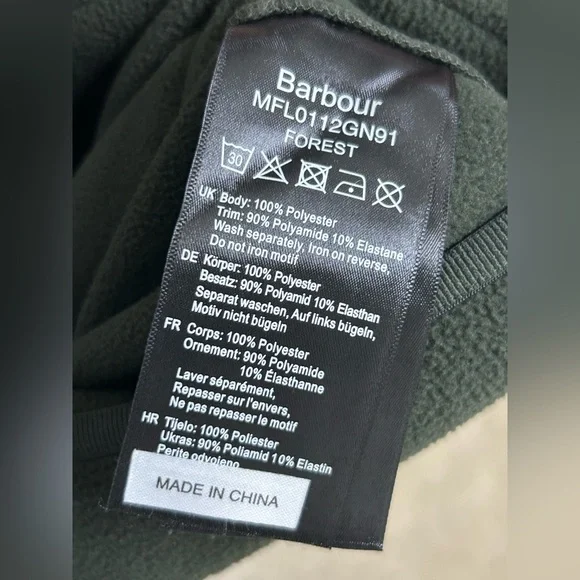 Barbour
MFL0112GN91
FOREST
30
UK Body: 100% Polyester
Trim: 90% Polyamide 10% Elastane
Wash separately, Iron on reverse,
Do not iron motif
DE Körper: 100% Polyester
Besatz: 90% Polyamid 10% Elasthan
Separat waschen, Auf links bügeln,
Motiv nicht bügeln
FR Corps: 100% Polyester
Ornement: 90% Polyamide
10% Élasthanne
Laver séparément,
Repasser sur l'envers,
Ne pas repasser le motif
HR Tijelo: 100% Poliester
Ukras: 90% Poliamid 10% Elastin
Perite odvojeno
MADE IN CHINA